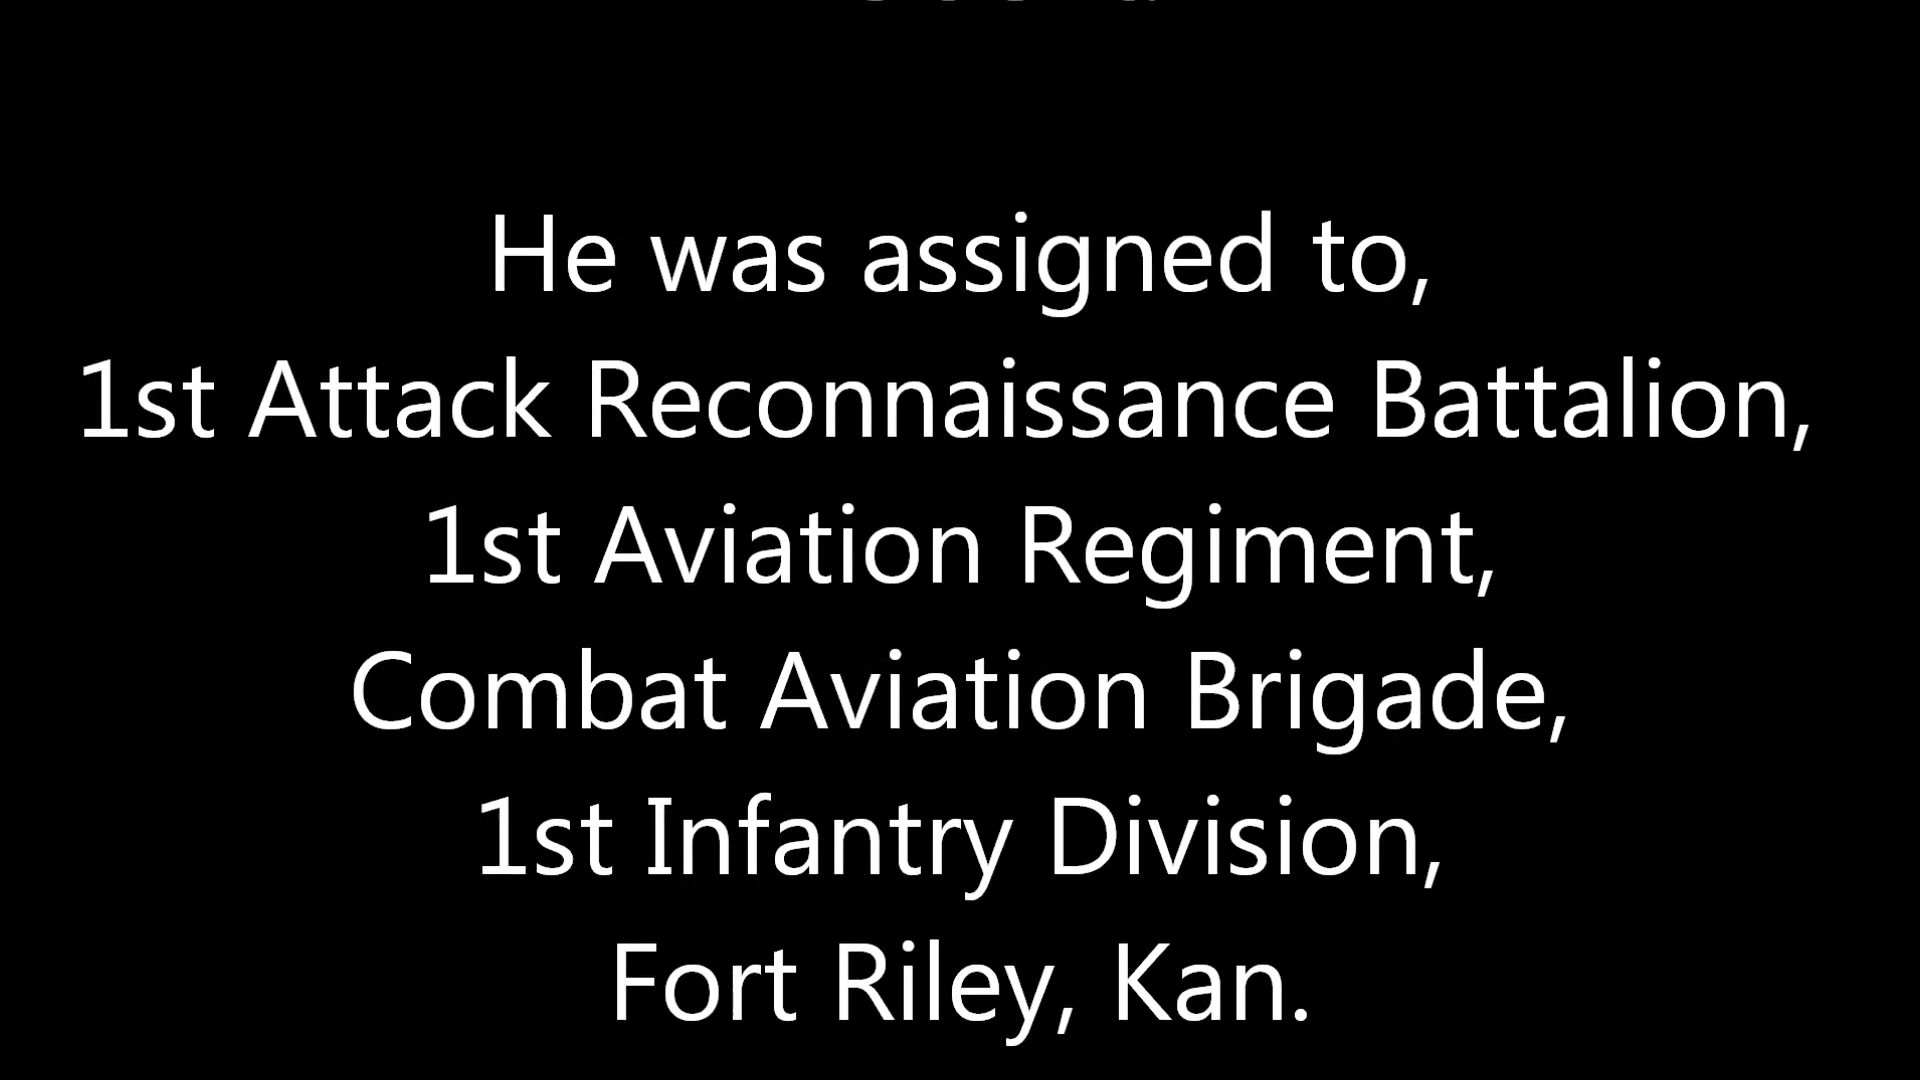 He was assigned to,
1st Attack Reconnaissance Battalion,
1st Aviation Regiment,
Combat Aviation Brigade,
1st Infantry Division,
Fort Riley, Kan.